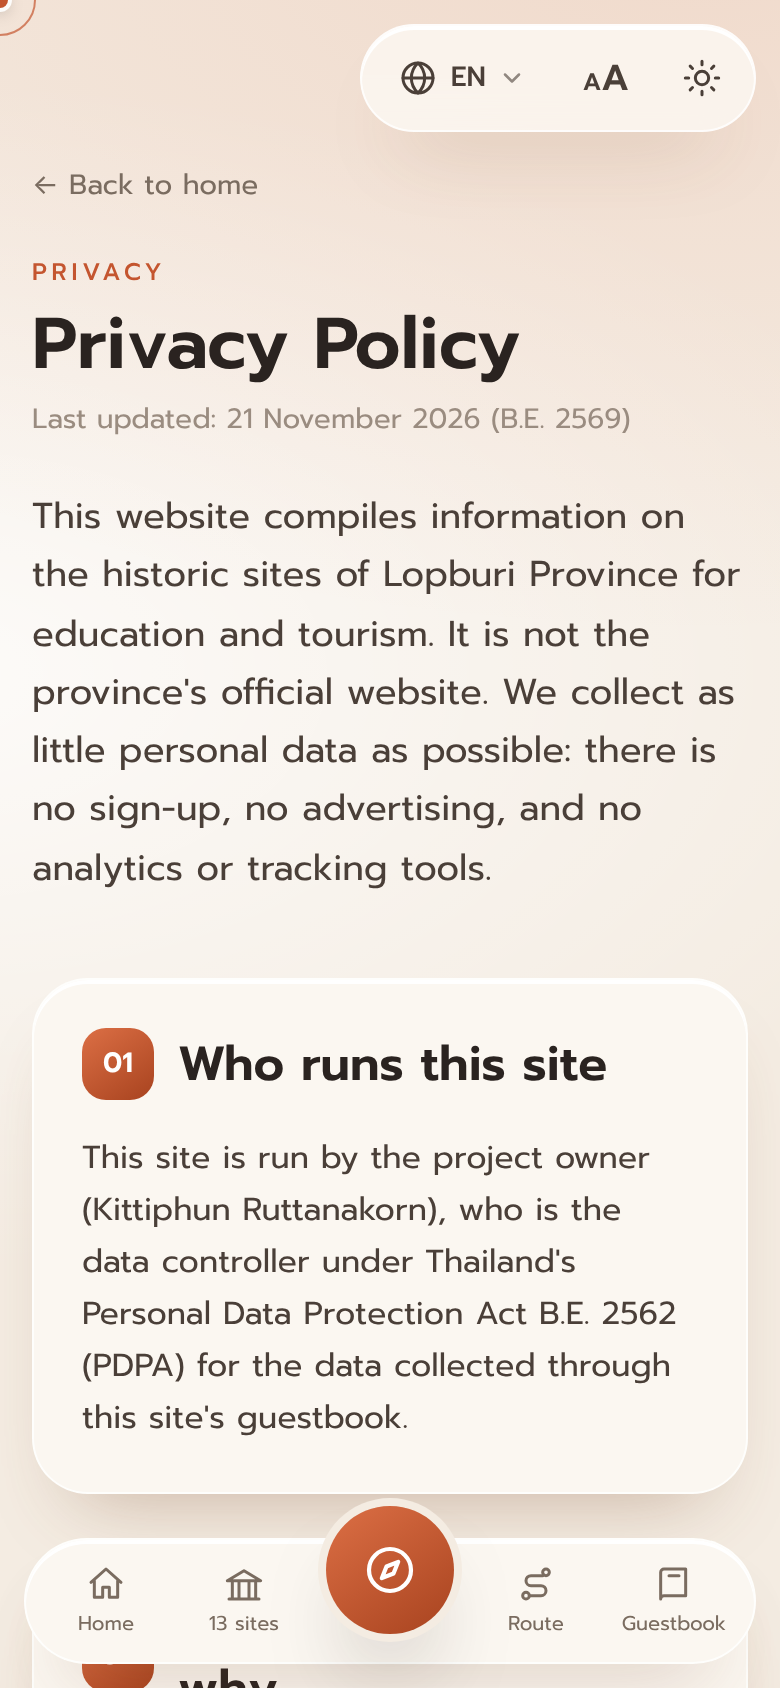 EN
AA
← Back to home
PRIVACY
Privacy Policy
Last updated: 21 November 2026 (B.E. 2569)
This website compiles information on
the historic sites of Lopburi Province for
education and tourism. It is not the
province's official website. We collect as
little personal data as possible: there is
no sign-up, no advertising, and no
analytics or tracking tools.
01
Who runs this site
This site is run by the project owner
(Kittiphun Ruttanakorn), who is the
data controller under Thailand's
Personal Data Protection Act B.E. 2562
(PDPA) for the data collected through
this site's guestbook.
Home
13 sites
Route
Guestbook
why